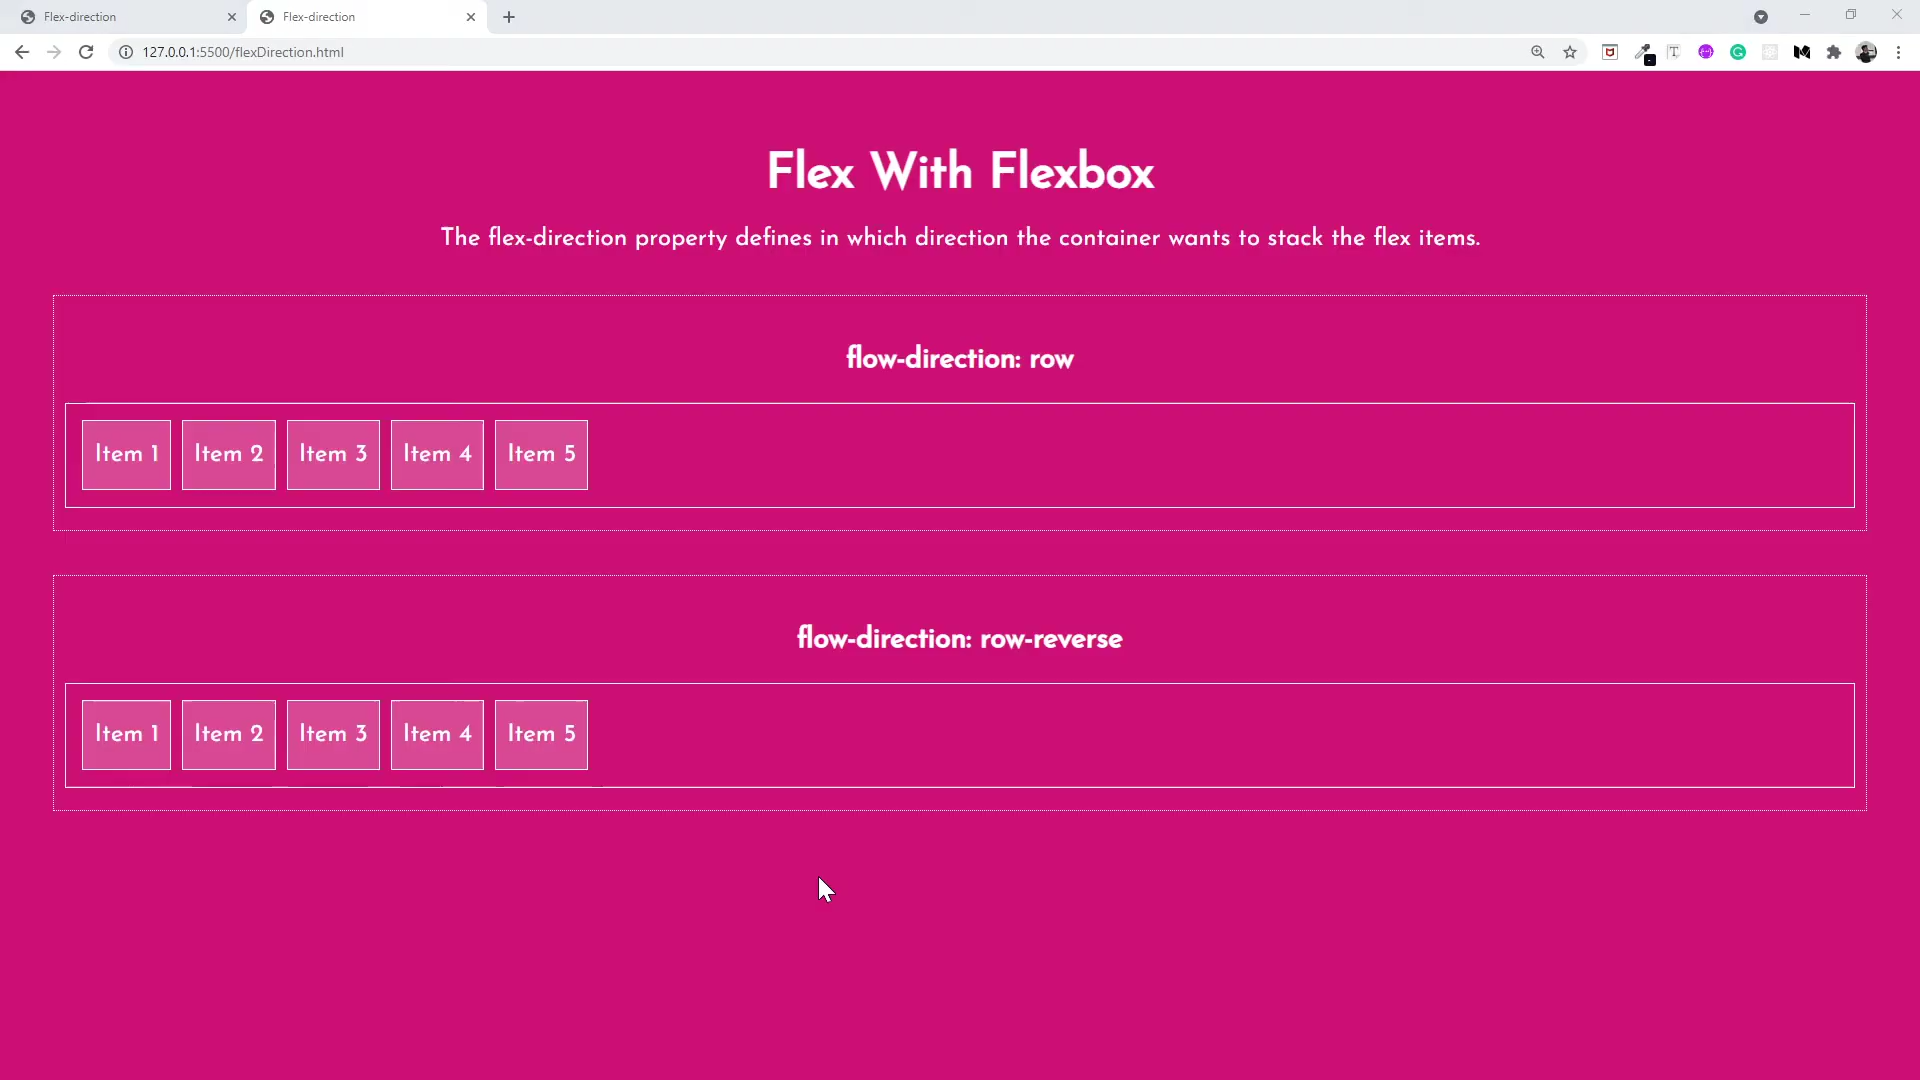 Flex-direction
Flex-direction
127.0.0.1:5500/flexDirection.html
Flex With Flexbox
The flex-direction property defines in which direction the container wants to stack the flex items.
flow-direction: row
Item 1
Item 2
Item 3
Item 4
Item 5
flow-direction: row-reverse
Item 1
Item 2
Item 3
Item 4
Item 5